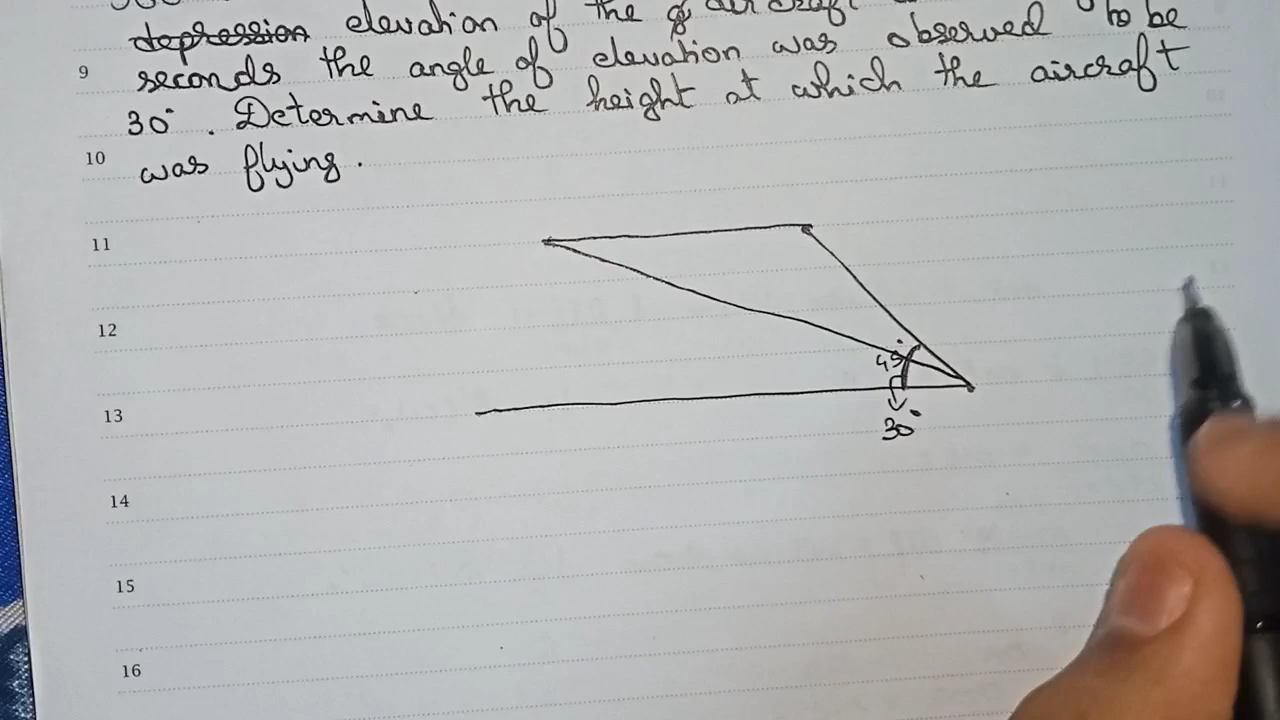 depression elevation of the aircraft
9 seconds the angle of elevation was observed to be
30°. Determine the height at which the aircraft
10 was flying.
11
12
45°
13
30°
14
15
16